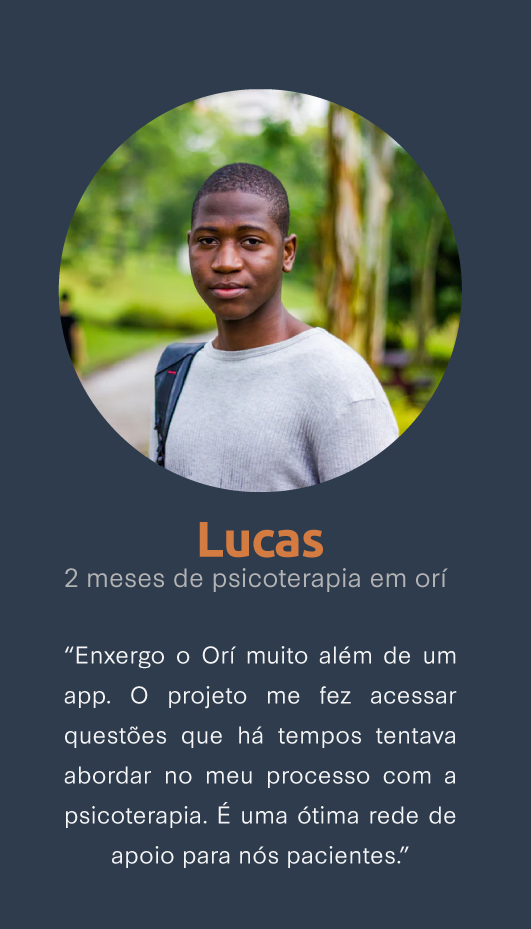 Lucas
2 meses de psicoterapia em orí
“Enxergo o Orí muito além de um
app. O projeto me fez acessar
questões que há tempos tentava
abordar no meu processo com a
psicoterapia. É uma ótima rede de
apoio para nós pacientes.”